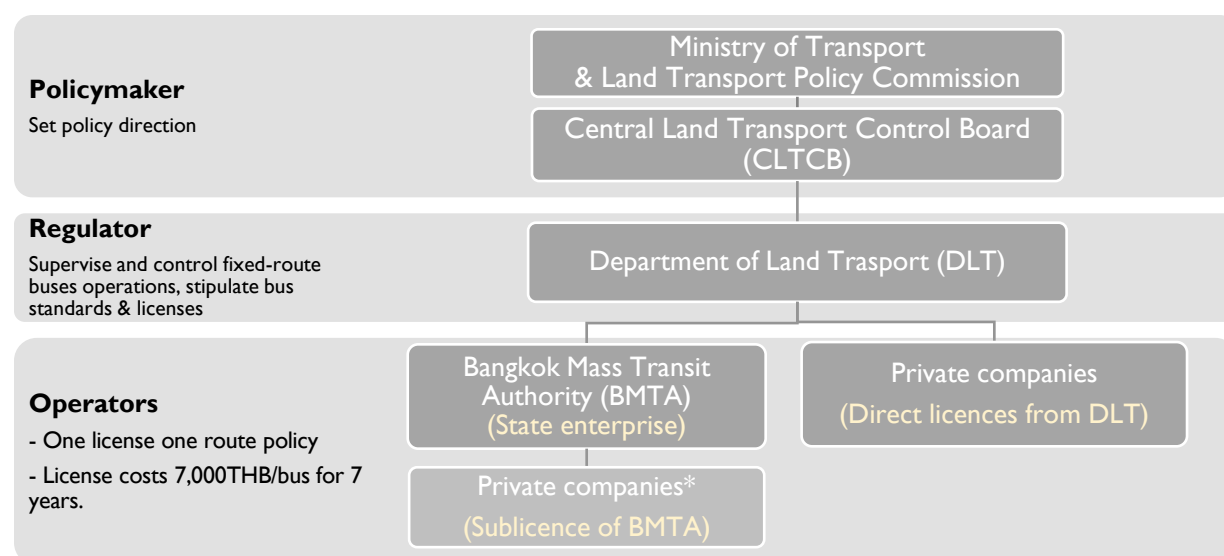 Policymaker
Set policy direction
Ministry of Transport
& Land Transport Policy Commission
Central Land Transport Control Board
(CLTCB)
Regulator
Supervise and control fixed-route
buses operations, stipulate bus
standards & licenses
Department of Land Trasport (DLT)
Operators
- One license one route policy
- License costs 7,000THB/bus for 7
years.
Bangkok Mass Transit
Authority (BMTA)
(State enterprise)
Private companies
(Direct licences from DLT)
Private companies*
(Sublicence of BMTA)